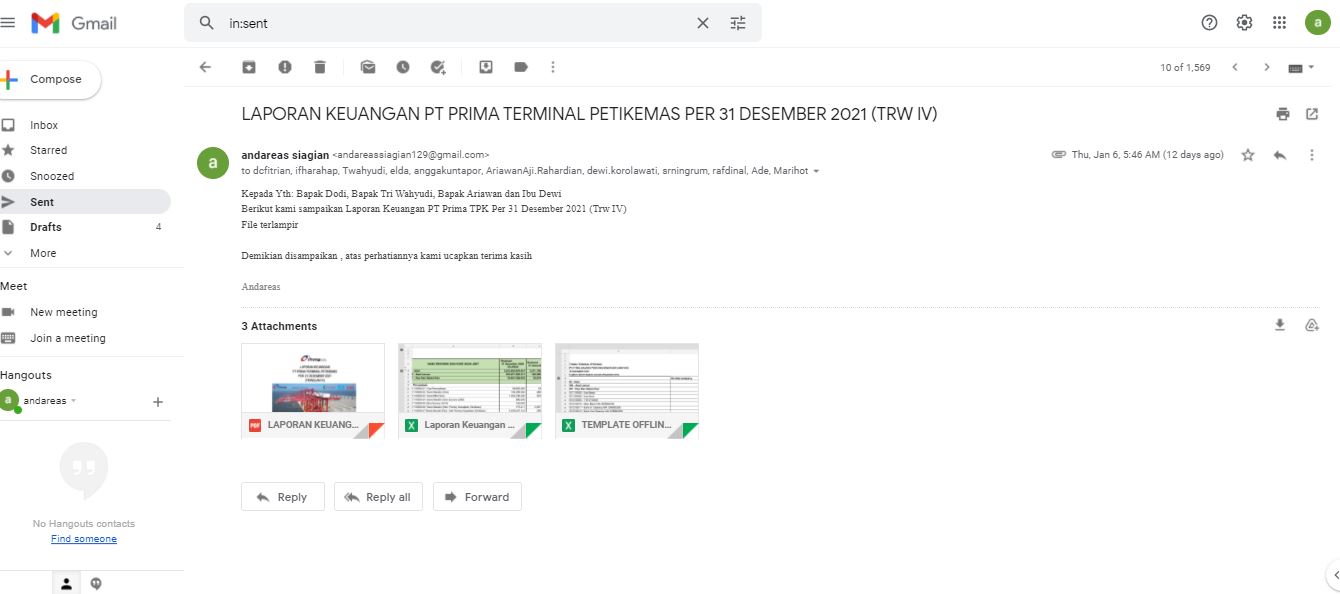 Gmail
in:sent
a
Compose
10 of 1,569
Inbox
Starred
Snoozed
Sent
Drafts 4
More
Meet
New meeting
Join a meeting
Hangouts
a andareas
No Hangouts contacts
Find someone
LAPORAN KEUANGAN PT PRIMA TERMINAL PETIKEMAS PER 31 DESEMBER 2021 (TRW IV)
a
andareas siagian <andareassiagian129@gmail.com>
Thu, Jan 6, 5:46 AM (12 days ago)
to dcfitrian, ifharahap, Twahyudi, elda, anggakuntapor, AriawanAji.Rahardian, dewi.korolawati, srningrum, rafdinal, Ade, Marihot
Kepada Yth: Bapak Dodi, Bapak Tri Wahyudi, Bapak Ariawan dan Ibu Dewi
Berikut kami sampaikan Laporan Keuangan PT Prima TPK Per 31 Desember 2021 (Trw IV)
File terlampir
Demikian disampaikan , atas perhatiannya kami ucapkan terima kasih
Andareas
3 Attachments
PDF LAPORAN KEUANG...
X Laporan Keuangan ...
X TEMPLATE OFFLIN...
Reply
Reply all
Forward